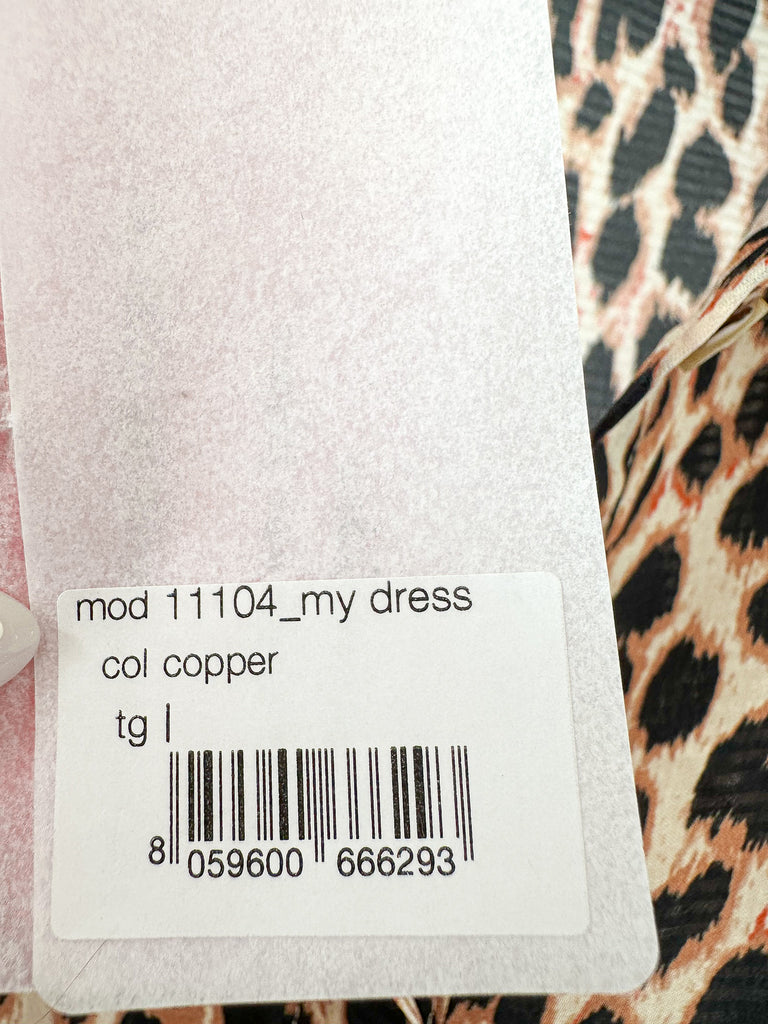 mod 11104_my dress
col copper
tg l
8 059600 666293